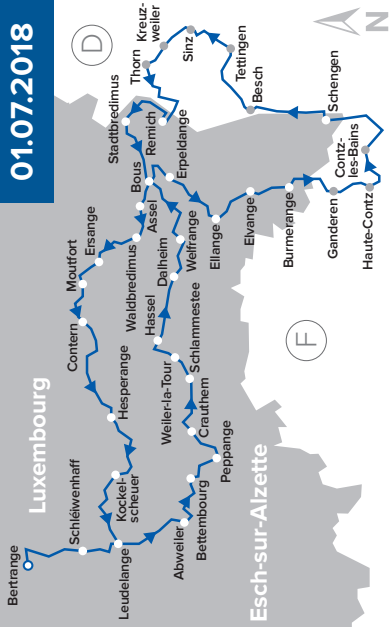 01.07.2018
N
D
F
Luxembourg
Esch-sur-Alzette
Bertrange
Schléiwenhaff
Leudelange
Kockel-
scheuer
Hesperange
Contern
Moutfort
Ersange
Waldbredimus
Assel
Bous
Stadtbredimus
Remich
Thorn
Kreuz-
weiler
Sinz
Tettingen
Besch
Schengen
Contz-
les-Bains
Haute-Contz
Ganderen
Burmerange
Elvange
Ellange
Erpeldange
Welfrange
Dalheim
Hassel
Weiler-la-Tour
Schlammestee
Crauthem
Peppange
Bettembourg
Abweiler